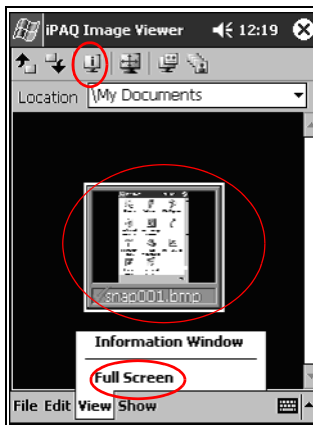 iPAQ Image Viewer 12:19
Location \My Documents
snap001.bmp
Information Window
Full Screen
File Edit View Show